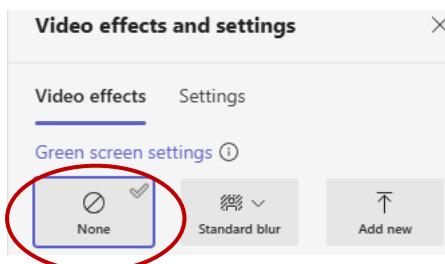 Video effects and settings
Video effects Settings
Green screen settings
None Standard blur Add new